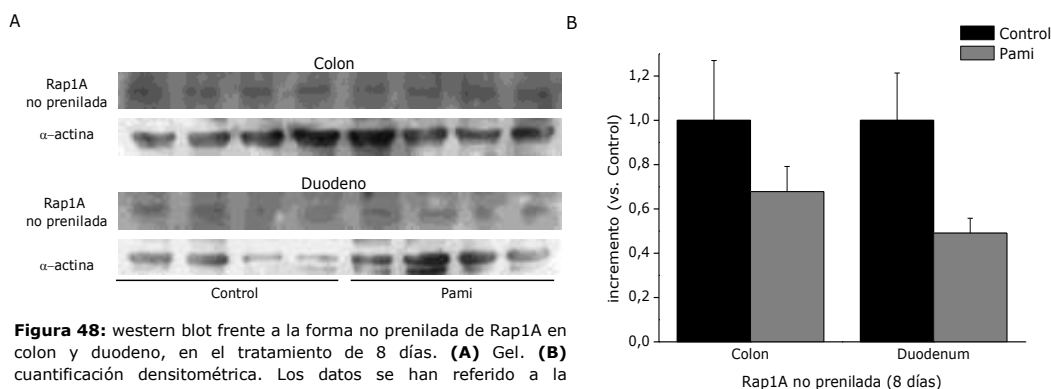 A
Colon
Rap1A
no prenilada
α−actina
Duodeno
Rap1A
no prenilada
α−actina
Control
Pami
Figura 48: western blot frente a la forma no prenilada de Rap1A en
colon y duodeno, en el tratamiento de 8 días. (A) Gel. (B)
cuantificación densitométrica. Los datos se han referido a la
B
Control
Pami
incremento (vs. Control)
1,2
1,0
0,8
0,6
0,4
0,2
0,0
Colon
Duodenum
Rap1A no prenilada (8 días)